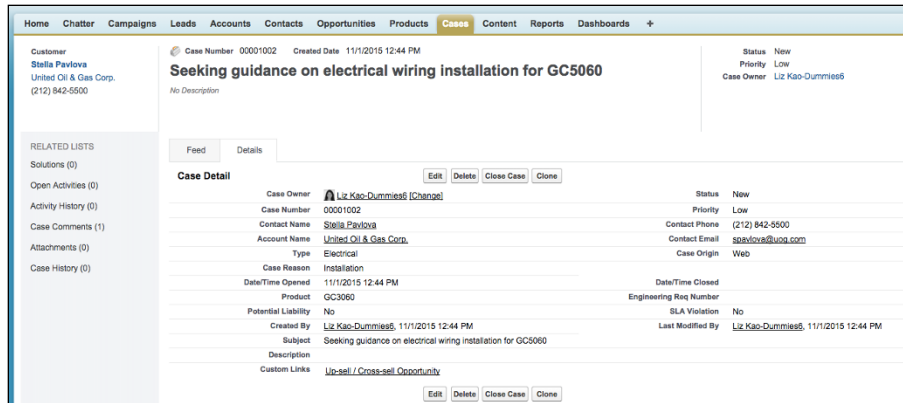 Home Chatter Campaigns Leads Accounts Contacts Opportunities Products Cases Content Reports Dashboards +
Customer
Stella Pavlova
United Oil & Gas Corp.
(212) 842-5500
Case Number 00001002 Created Date 11/1/2015 12:44 PM
Seeking guidance on electrical wiring installation for GC5060
No Description
Status New
Priority Low
Case Owner Liz Kao-Dummies6
RELATED LISTS
Solutions (0)
Open Activities (0)
Activity History (0)
Case Comments (1)
Attachments (0)
Case History (0)
Feed Details
Case Detail Edit Delete Close Case Clone
Case Owner Liz Kao-Dummies6 [Change] Status New
Case Number 00001002 Priority Low
Contact Name Stella Pavlova Contact Phone (212) 842-5500
Account Name United Oil & Gas Corp. Contact Email spavlova@uog.com
Type Electrical Case Origin Web
Case Reason Installation
Date/Time Opened 11/1/2015 12:44 PM Date/Time Closed
Product GC3060 Engineering Req Number
Potential Liability No SLA Violation No
Created By Liz Kao-Dummies6, 11/1/2015 12:44 PM Last Modified By Liz Kao-Dummies6, 11/1/2015 12:44 PM
Subject Seeking guidance on electrical wiring installation for GC5060
Description
Custom Links Up-sell / Cross-sell Opportunity
Edit Delete Close Case Clone